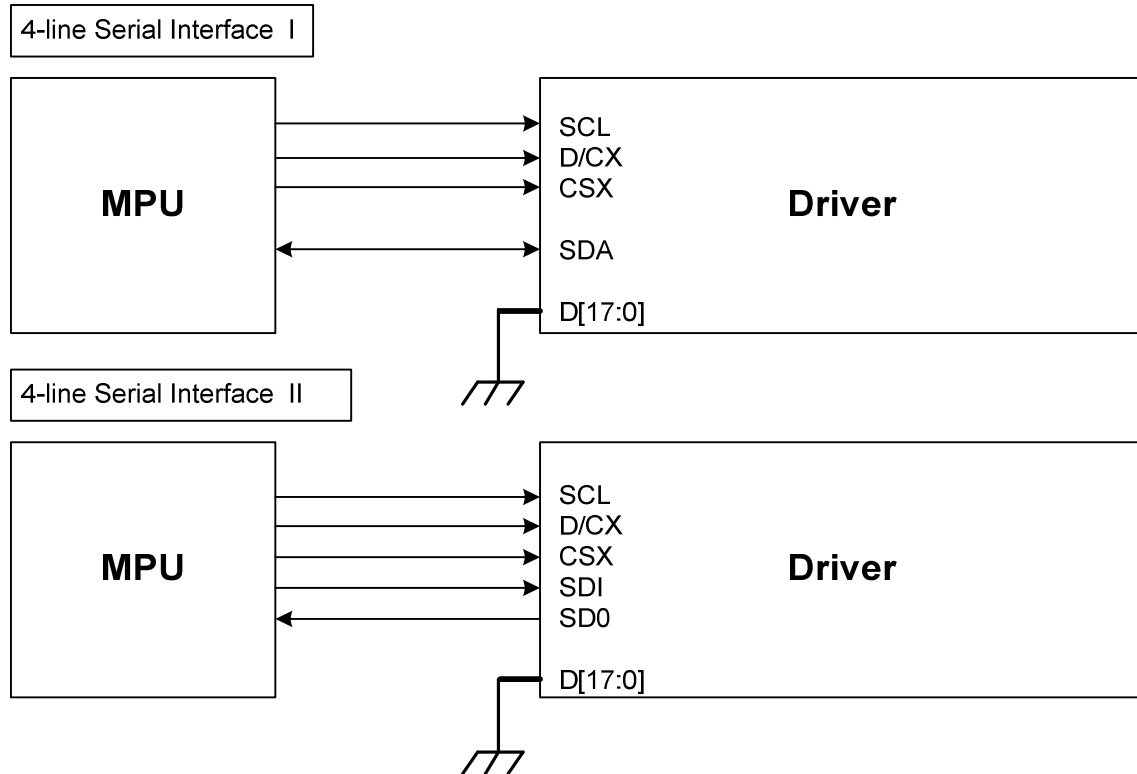 4-line Serial Interface I
MPU
SCL
D/CX
CSX
SDA
D[17:0]
Driver
4-line Serial Interface II
MPU
SCL
D/CX
CSX
SDI
SD0
D[17:0]
Driver